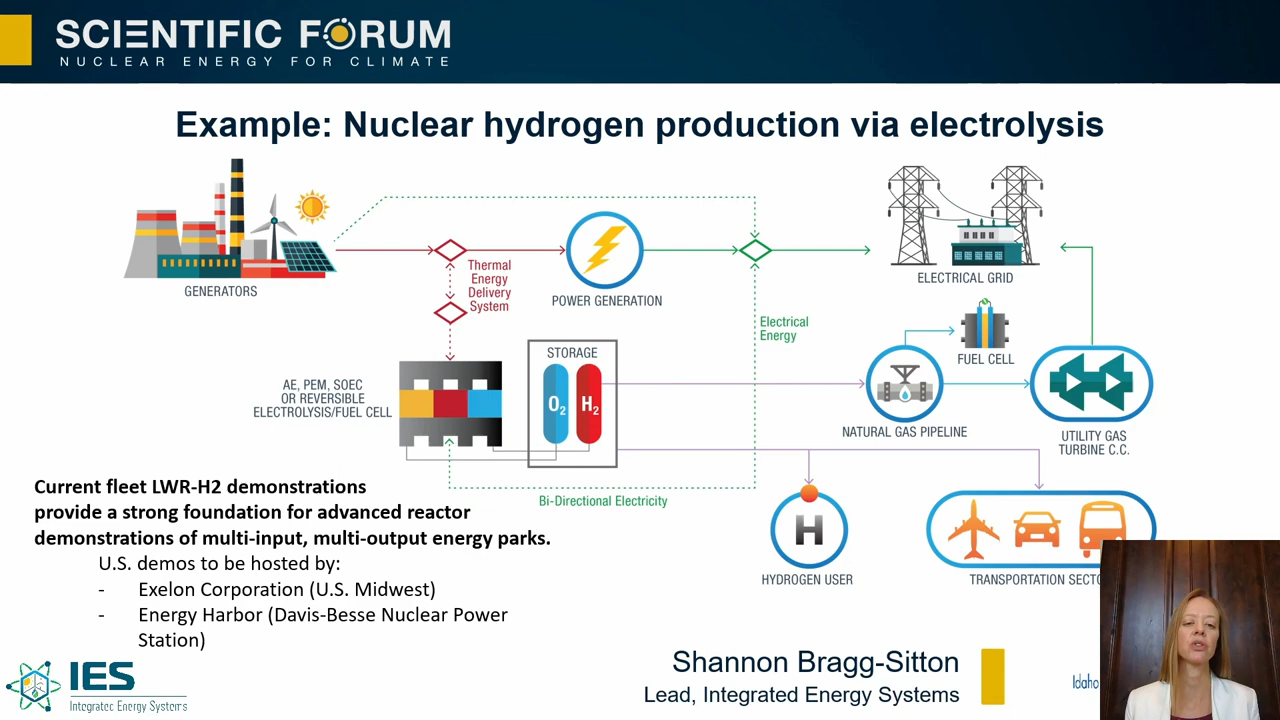 SCIENTIFIC FORUM
NUCLEAR ENERGY FOR CLIMATE
Example: Nuclear hydrogen production via electrolysis
GENERATORS
Thermal
Energy
Delivery
System
POWER GENERATION
ELECTRICAL GRID
Electrical
Energy
FUEL CELL
STORAGE
O2
H2
AE, PEM, SOEC
OR REVERSIBLE
ELECTROLYSIS/FUEL CELL
NATURAL GAS PIPELINE
UTILITY GAS
TURBINE C.C.
Bi-Directional Electricity
H
HYDROGEN USER
TRANSPORTATION SECTO
Current fleet LWR-H2 demonstrations
provide a strong foundation for advanced reactor
demonstrations of multi-input, multi-output energy parks.
U.S. demos to be hosted by:
- Exelon Corporation (U.S. Midwest)
- Energy Harbor (Davis-Besse Nuclear Power
Station)
IES
Integrated Energy Systems
Shannon Bragg-Sitton
Lead, Integrated Energy Systems
Idaho